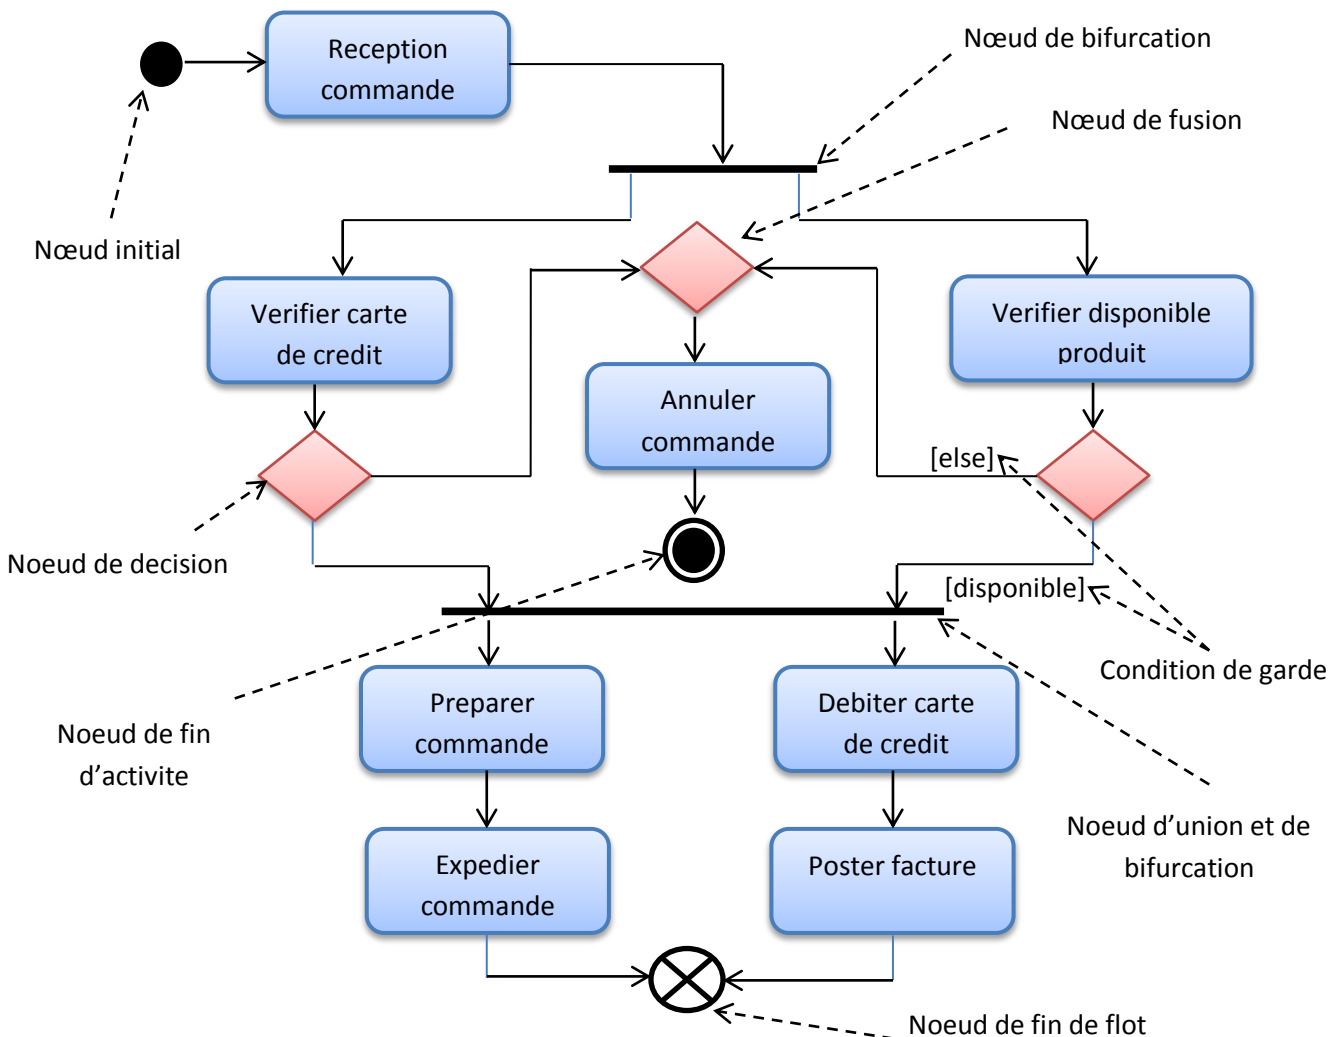 Reception
commande
Nœud de bifurcation
Nœud de fusion
Nœud initial
Verifier carte
de credit
Verifier disponible
produit
Annuler
commande
[else]
Noeud de decision
[disponible]
Condition de garde
Preparer
commande
Debiter carte
de credit
Noeud de fin
d’activite
Noeud d’union et de
bifurcation
Expedier
commande
Poster facture
Noeud de fin de flot